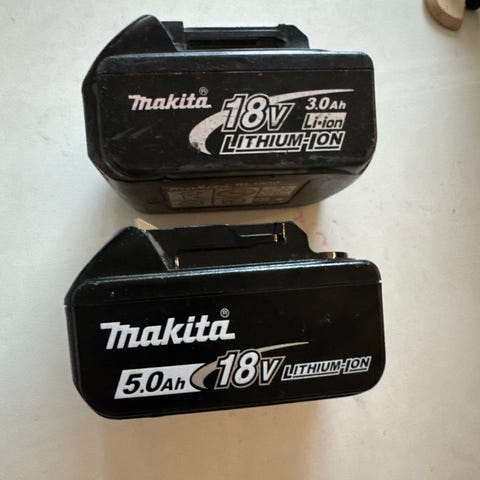 makita® 18V 3.0Ah
Li-ion
LITHIUM-ION
makita®
5.0Ah 18V LITHIUM-ION